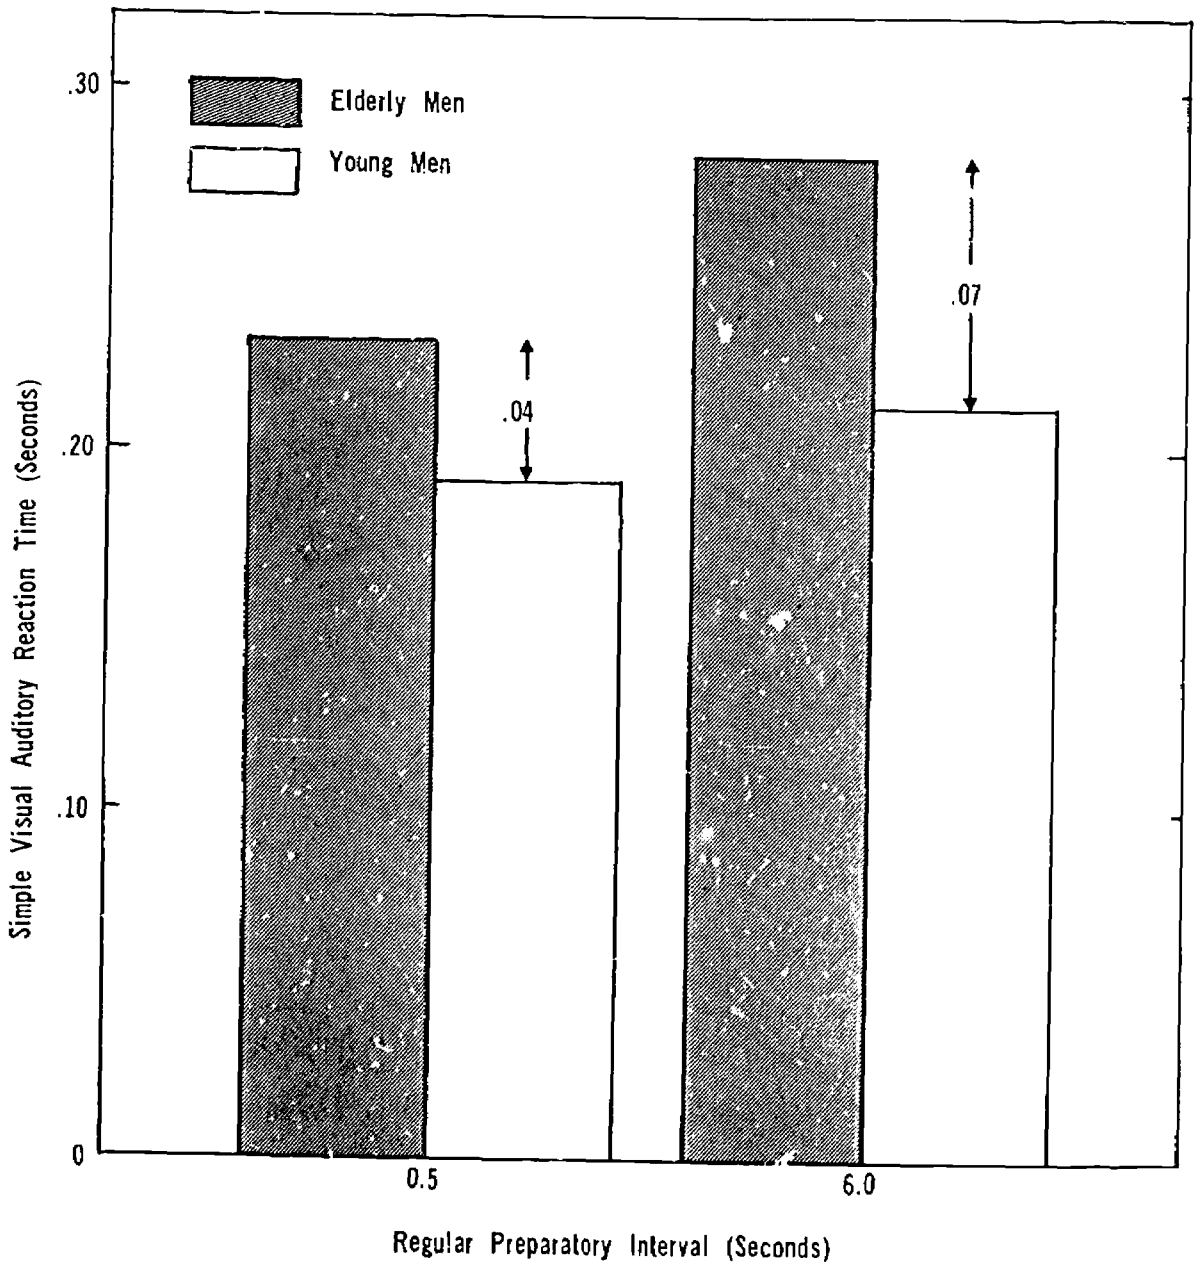 .30
Elderly Men
Young Men
.07
.04
.20
.10
0
0.5
6.0
Simple Visual Auditory Reaction Time (Seconds)
Regular Preparatory Interval (Seconds)